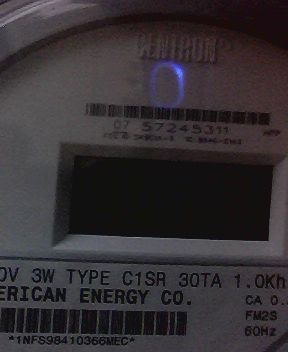 CENTRON
07 57245311
0V 3W TYPE C1SR 30TA 1.0Kh
ERICAN ENERGY CO.
CA 0.
FM2S
*1NFS98410366MEC*
60Hz